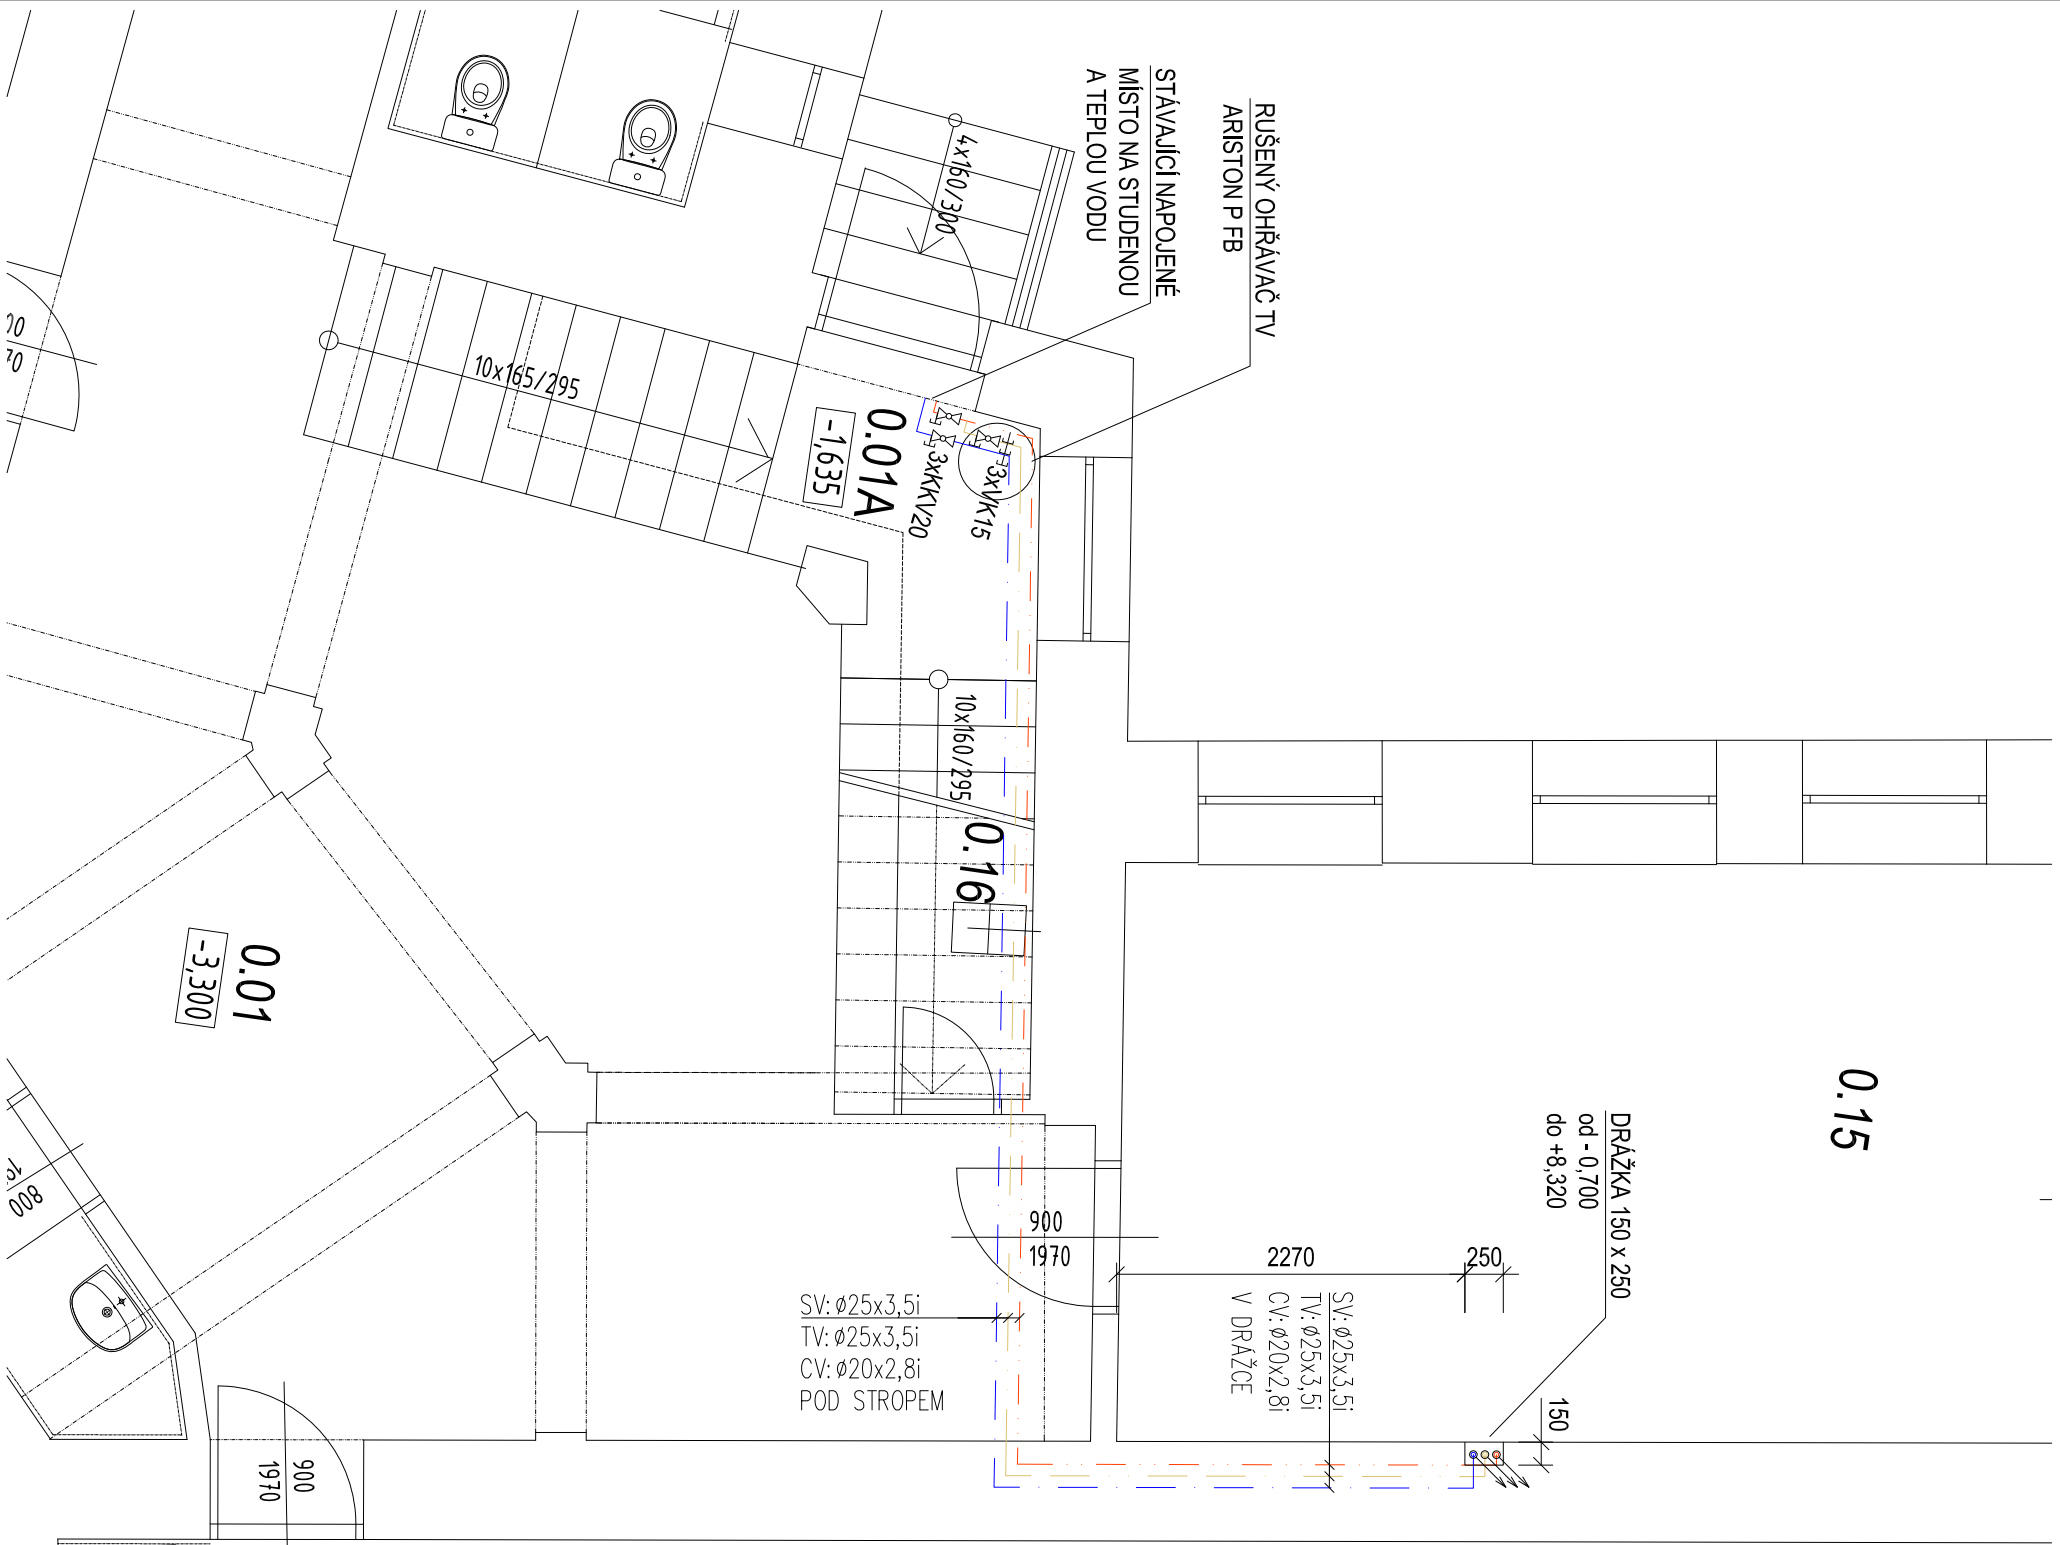 RUŠENÝ OHŘÁVAČ TV
ARISTON P FB
STÁVAJÍCÍ NAPOJENÉ
MÍSTO NA STUDENOU
A TEPLOU VODU
4x160/300
10x165/295
0.01A
-1,635
3xKKV20
3xVK15
10x160/295
0.16
0.01
-3,300
0.15
DRÁŽKA 150 x 250
od - 0,700
do +8,320
900
1970
2270
250
150
SV: ø25x3,5i
TV: ø25x3,5i
CV: ø20x2,8i
POD STROPEM
SV: ø25x3,5i
TV: ø25x3,5i
CV: ø20x2,8i
V DRÁŽCE
900
1970
800